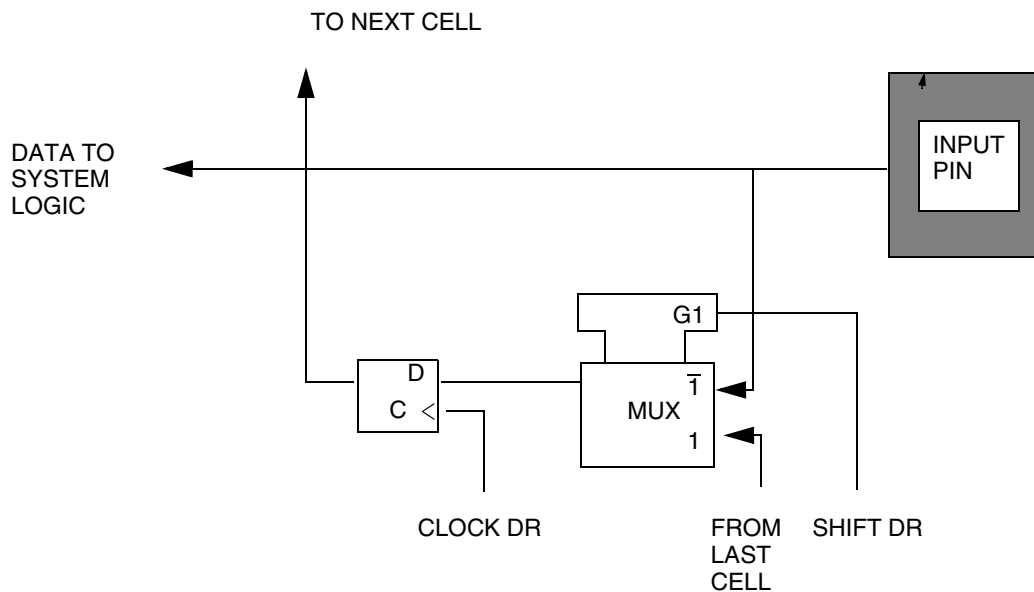 TO NEXT CELL
DATA TO
SYSTEM
LOGIC
INPUT
PIN
G1
D
C
MUX
1̅
1
CLOCK DR
FROM
LAST
CELL
SHIFT DR